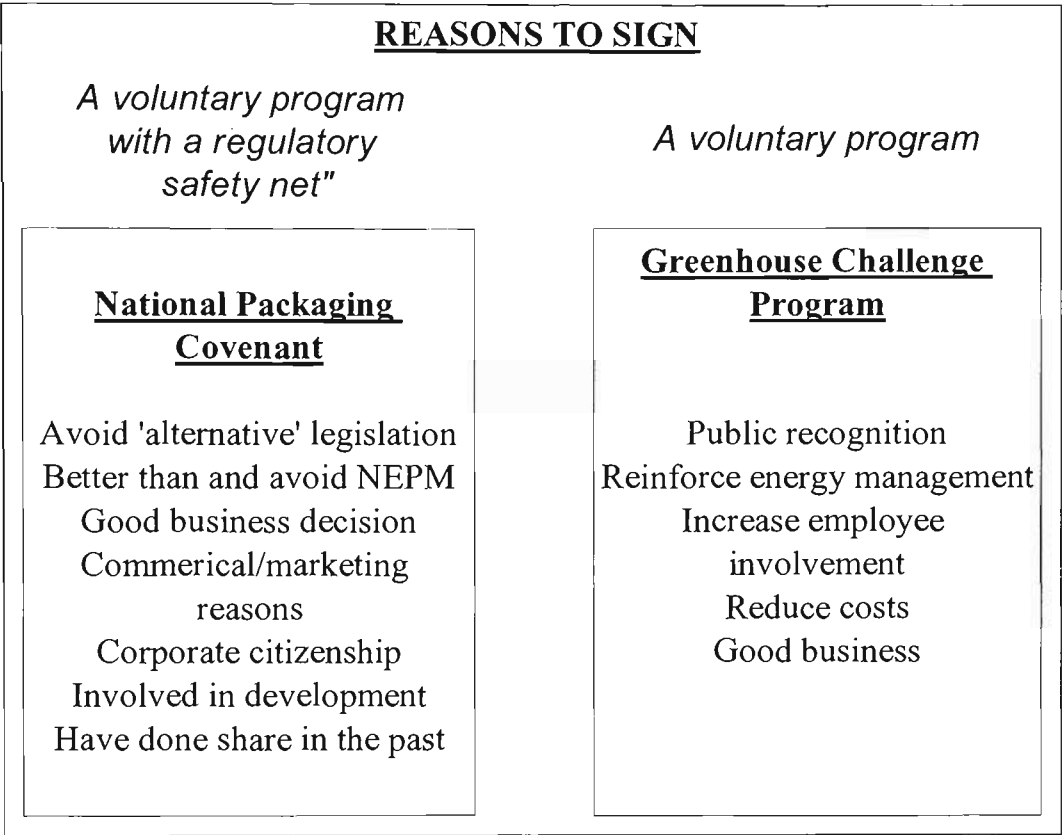 REASONS TO SIGN
A voluntary program
with a regulatory
safety net"
A voluntary program
National Packaging
Covenant
Avoid 'alternative' legislation
Better than and avoid NEPM
Good business decision
Commerical/marketing
reasons
Corporate citizenship
Involved in development
Have done share in the past
Greenhouse Challenge
Program
Public recognition
Reinforce energy management
Increase employee
involvement
Reduce costs
Good business